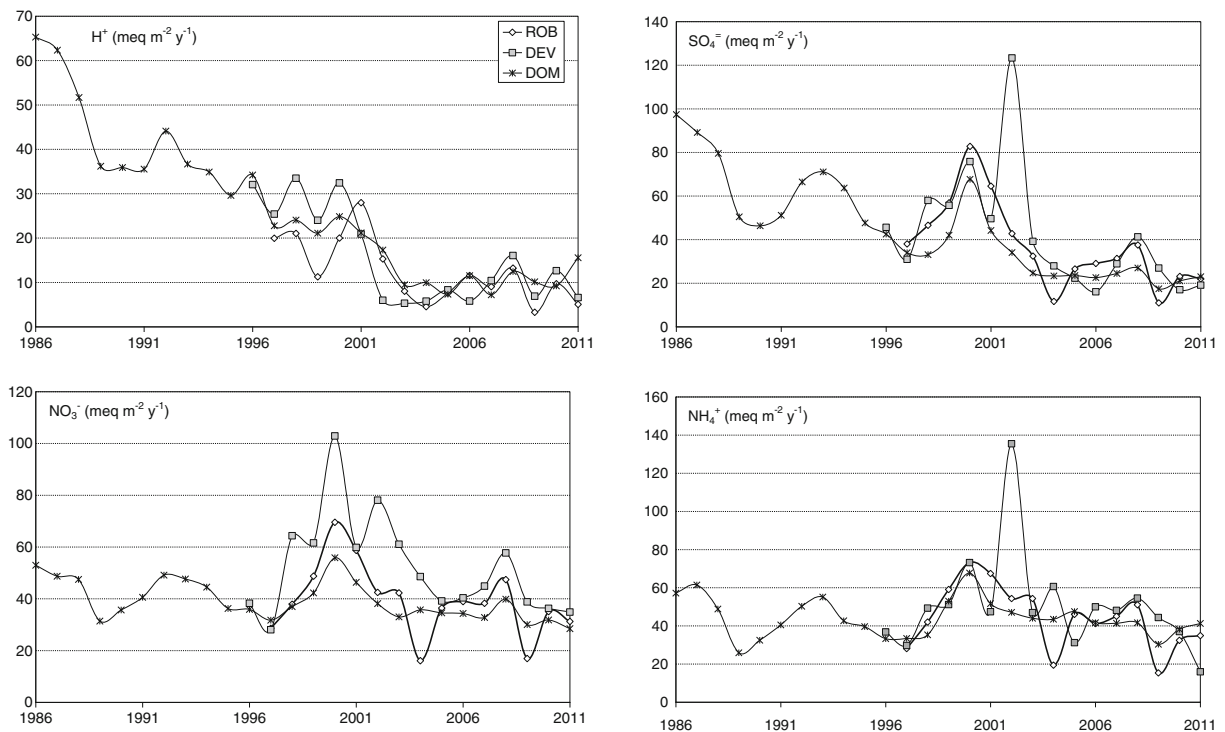 H⁺ (meq m⁻² y⁻¹)
ROB
DEV
DOM
70
60
50
40
30
20
10
0
1986 1991 1996 2001 2006 2011
SO₄⁼ (meq m⁻² y⁻¹)
140
120
100
80
60
40
20
0
1986 1991 1996 2001 2006 2011
NO₃⁻ (meq m⁻² y⁻¹)
120
100
80
60
40
20
0
1986 1991 1996 2001 2006 2011
NH₄⁺ (meq m⁻² y⁻¹)
160
140
120
100
80
60
40
20
0
1986 1991 1996 2001 2006 2011